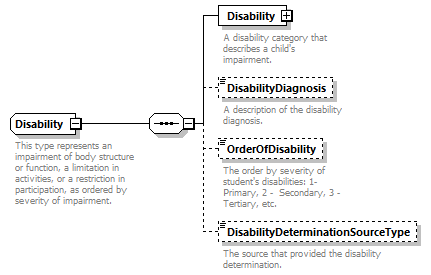 Disability
A disability category that
describes a child's
impairment.
DisabilityDiagnosis
A description of the disability
diagnosis.
Disability
This type represents an
impairment of body structure
or function, a limitation in
activities, or a restriction in
participation, as ordered by
severity of impairment.
OrderOfDisability
The order by severity of
student's disabilities: 1-
Primary, 2 -  Secondary, 3 -
Tertiary, etc.
DisabilityDeterminationSourceType
The source that provided the disability
determination.